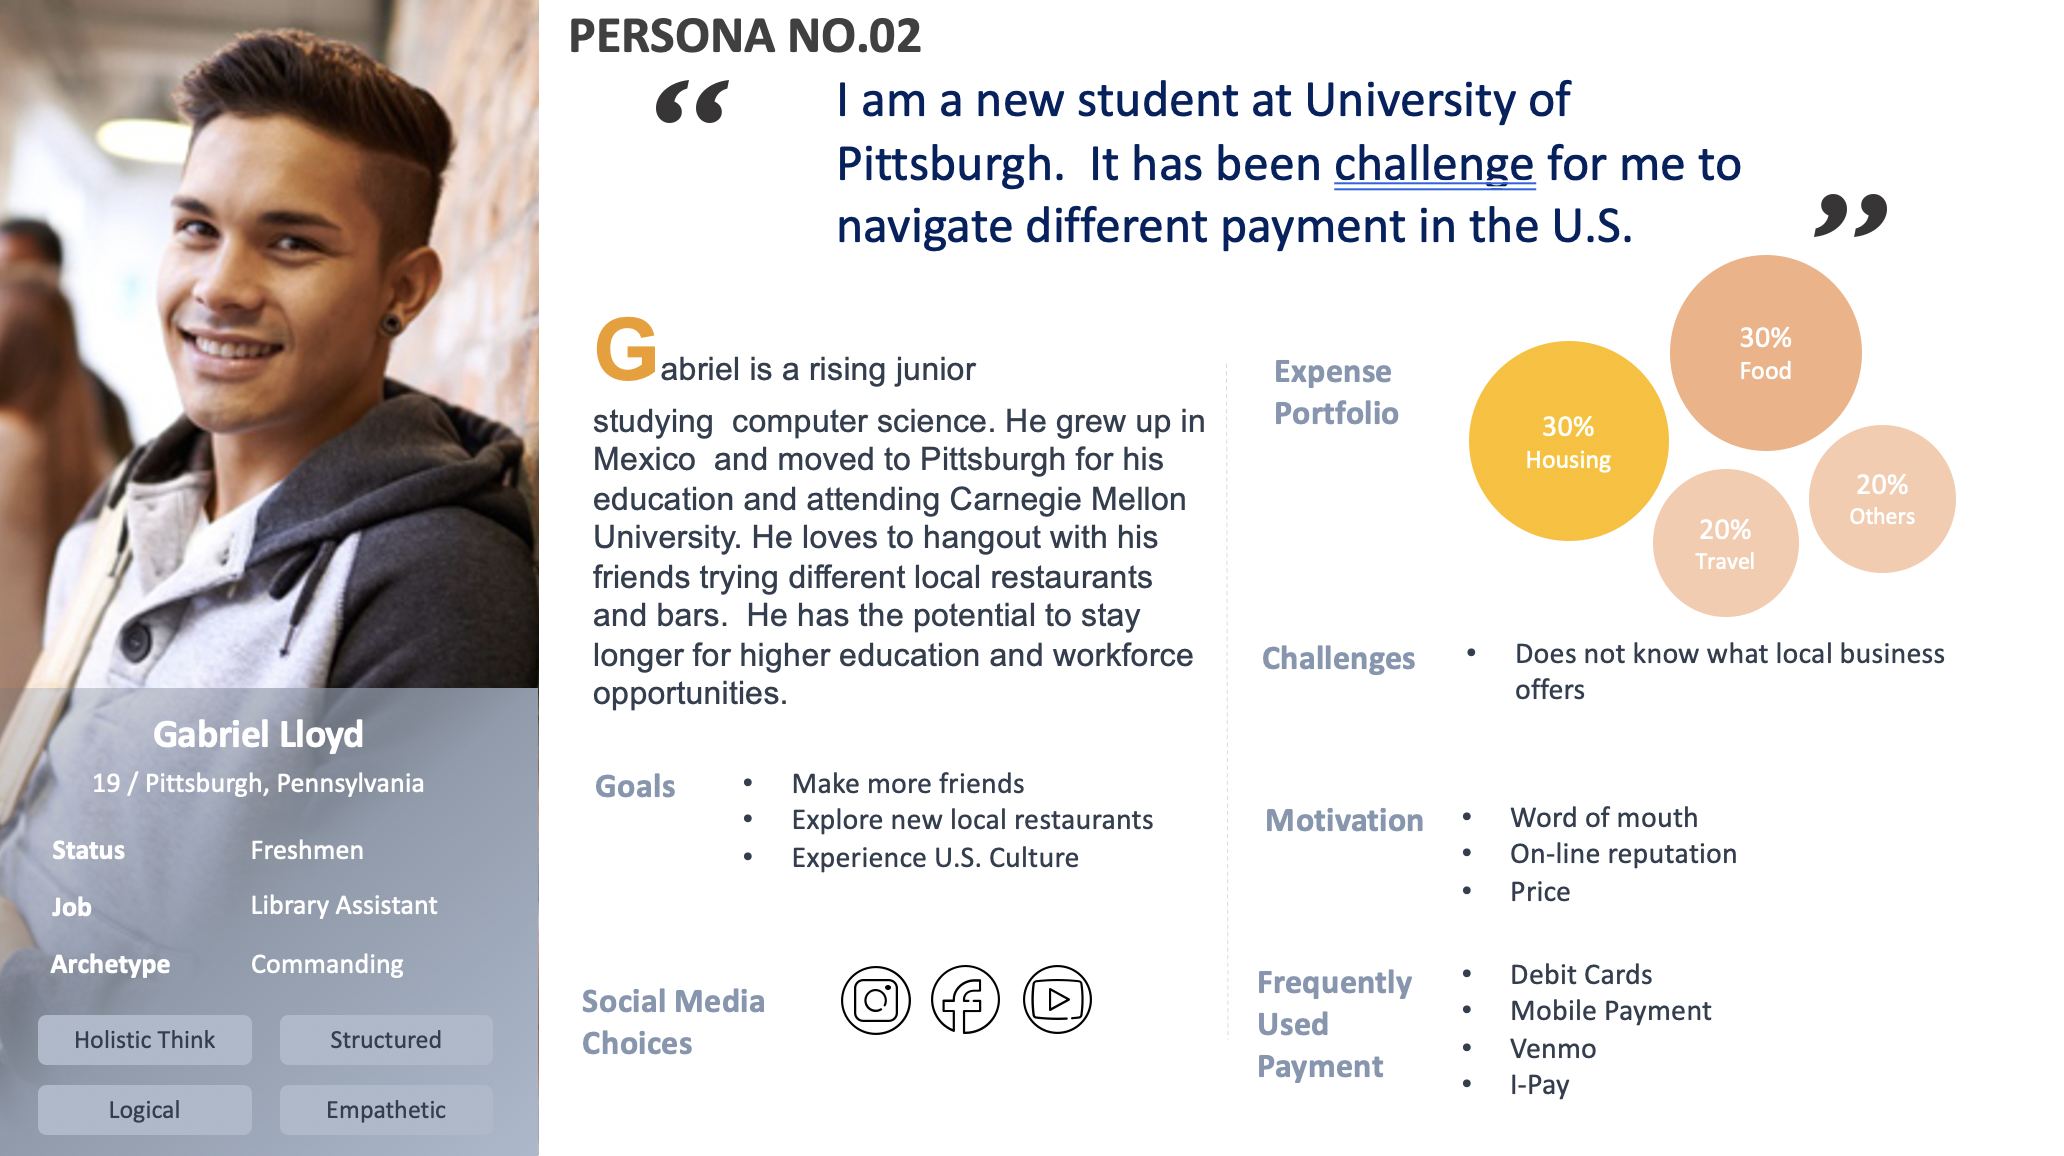 PERSONA NO.02
“
I am a new student at University of
Pittsburgh.  It has been challenge for me to
navigate different payment in the U.S.
”
Gabriel is a rising junior
studying  computer science. He grew up in
Mexico  and moved to Pittsburgh for his
education and attending Carnegie Mellon
University. He loves to hangout with his
friends trying different local restaurants
and bars.  He has the potential to stay
longer for higher education and workforce
opportunities.
Goals
• Make more friends
• Explore new local restaurants
• Experience U.S. Culture
Social Media
Choices
Expense
Portfolio
30%
Housing
30%
Food
20%
Travel
20%
Others
Challenges
• Does not know what local business
offers
Motivation
• Word of mouth
• On-line reputation
• Price
Frequently
Used
Payment
• Debit Cards
• Mobile Payment
• Venmo
• I-Pay
Gabriel Lloyd
19 / Pittsburgh, Pennsylvania
Status Freshmen
Job Library Assistant
Archetype Commanding
Holistic Think Structured
Logical Empathetic